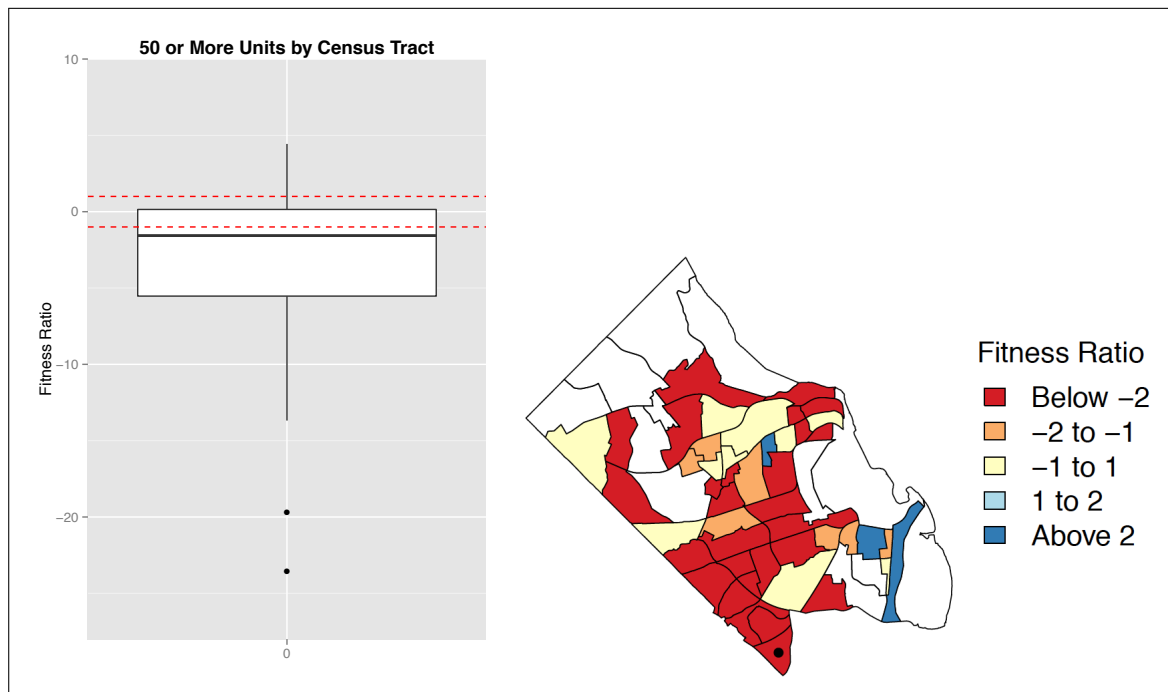 50 or More Units by Census Tract
10
0
−10
−20
Fitness Ratio
0
Fitness Ratio
Below −2
−2 to −1
−1 to 1
1 to 2
Above 2